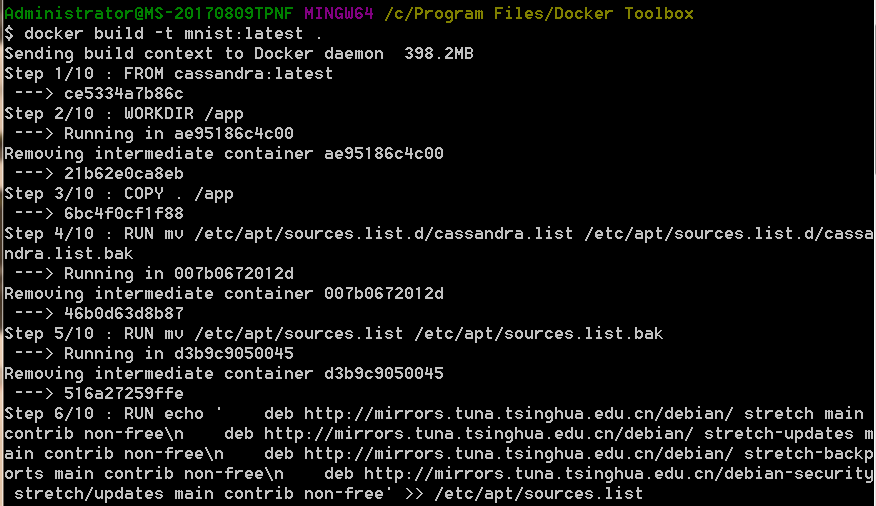 Administrator@MS-20170809TPNF MINGW64 /c/Program Files/Docker Toolbox
$ docker build -t mnist:latest .
Sending build context to Docker daemon  398.2MB
Step 1/10 : FROM cassandra:latest
 ---> ce5334a7b86c
Step 2/10 : WORKDIR /app
 ---> Running in ae95186c4c00
Removing intermediate container ae95186c4c00
 ---> 21b62e0ca8eb
Step 3/10 : COPY . /app
 ---> 6bc4f0cf1f88
Step 4/10 : RUN mv /etc/apt/sources.list.d/cassandra.list /etc/apt/sources.list.d/cassa
ndra.list.bak
 ---> Running in 007b0672012d
Removing intermediate container 007b0672012d
 ---> 46b0d63d8b87
Step 5/10 : RUN mv /etc/apt/sources.list /etc/apt/sources.list.bak
 ---> Running in d3b9c9050045
Removing intermediate container d3b9c9050045
 ---> 516a27259ffe
Step 6/10 : RUN echo '    deb http://mirrors.tuna.tsinghua.edu.cn/debian/ stretch main
contrib non-free\n    deb http://mirrors.tuna.tsinghua.edu.cn/debian/ stretch-updates m
ain contrib non-free\n    deb http://mirrors.tuna.tsinghua.edu.cn/debian/ stretch-backp
orts main contrib non-free\n    deb http://mirrors.tuna.tsinghua.edu.cn/debian-security
 stretch/updates main contrib non-free' >> /etc/apt/sources.list